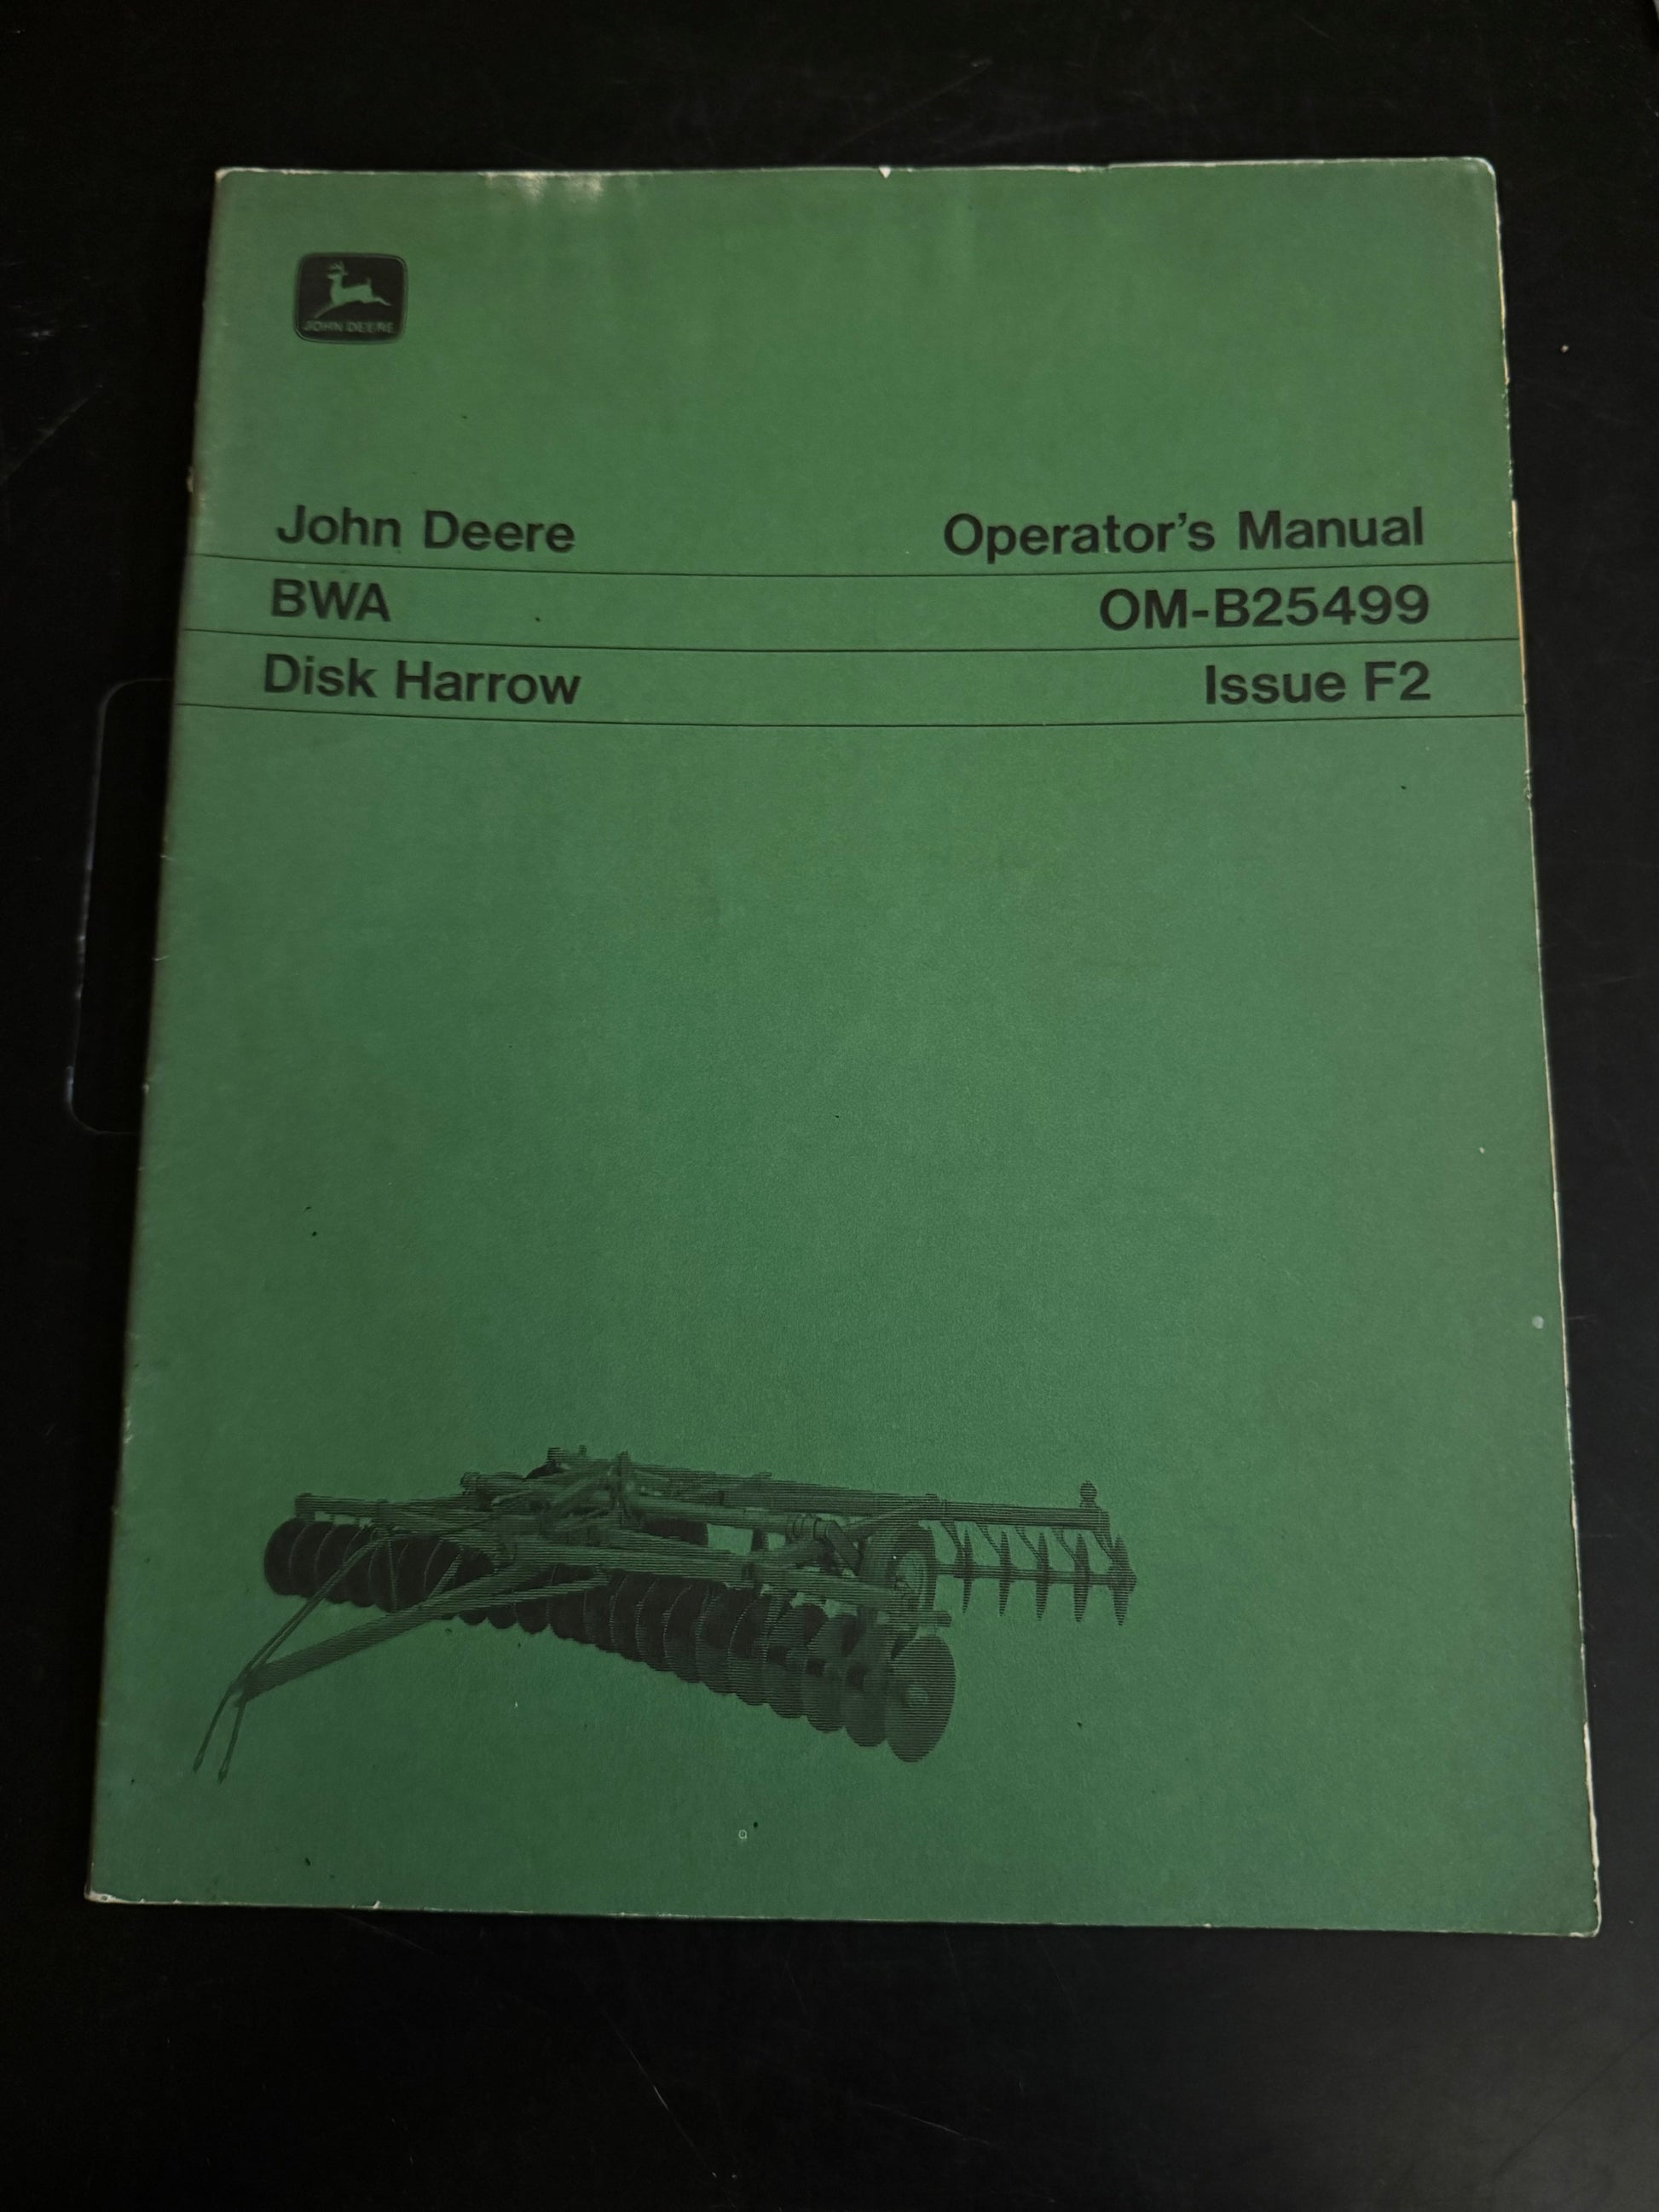 JOHN DEERE
John Deere
Operator's Manual
BWA
OM-B25499
Disk Harrow
Issue F2